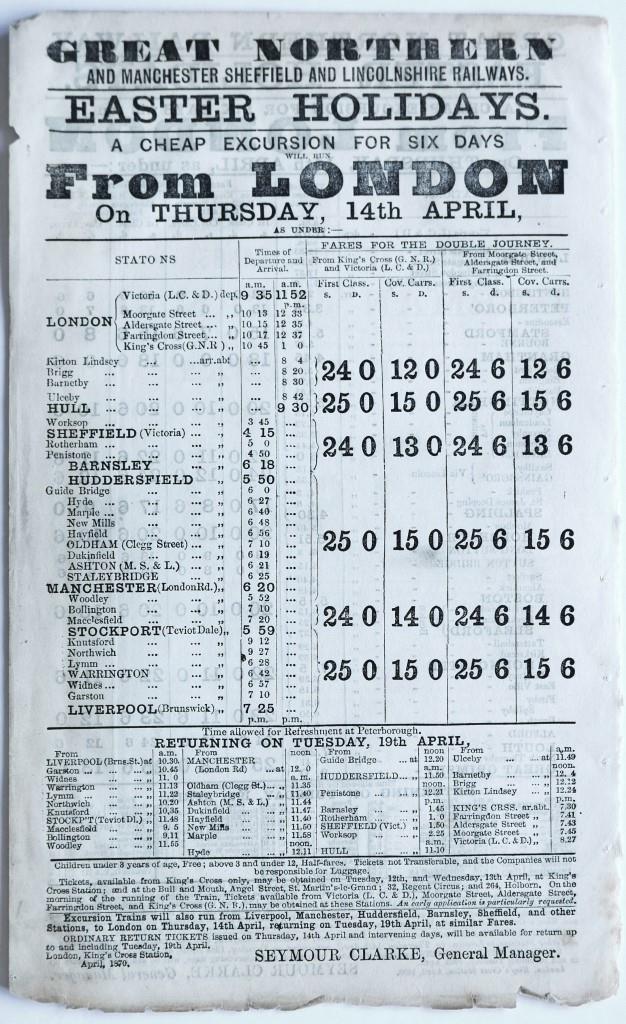 GREAT NORTHERN
AND MANCHESTER SHEFFIELD AND LINCOLNSHIRE RAILWAYS.
EASTER HOLIDAYS.
A CHEAP EXCURSION FOR SIX DAYS
WILL RUN
From LONDON
On THURSDAY, 14th APRIL,
AS UNDER:—
STATO NS Times of Departure and Arrival. FARES FOR THE DOUBLE JOURNEY.
From King's Cross (G. N. R.) and Victoria (L. C. & D.) From Moorgate Street, Aldersgate Street, and Farringdon Street.
First Class. Cov. Carrs. First Class. Cov. Carrs.
a.m. a.m. s. D. s. D. s. d. s. d.
LONDON Victoria (L.C. & D.) dep. 9 35 11 52
p.m.
Moorgate Street ... „ 10 13 12 33
Aldersgate Street ... „ 10 15 12 35
Farringdon Street ... „ 10 17 12 37
King's Cross (G.N.R) „ 10 45 1 0
Kirton Lindsey ... ...arr.abt ... 8 4
Brigg ... ... „ ... 8 20 24 0 12 0 24 6 12 6
Barnetby ... ... „ ... 8 30
Ulceby ... ... „ ... 8 42
HULL ... ... „ ... 9 30 25 0 15 0 25 6 15 6
Worksop ... ... „ 3 45 ...
SHEFFIELD (Victoria) ... „ 4 15 ...
Rotherham ... ... „ 5 0 ... 24 0 13 0 24 6 13 6
Penistone ... ... „ 4 50 ...
BARNSLEY ... „ 6 18 ...
HUDDERSFIELD „ 5 50 ...
Guide Bridge ... ... „ 6 0 ...
Hyde ... ... ... „ 6 27 ...
Marple ... ... ... „ 6 40 ...
New Mills ... ... „ 6 48 ...
Hayfield ... ... „ 6 56 ...
OLDHAM (Clegg Street) ... „ 7 10 ... 25 0 15 0 25 6 15 6
Dukinfield ... ... „ 6 19 ...
ASHTON (M. S. & L.) „ 6 21 ...
STALEYBRIDGE ... „ 6 25 ...
MANCHESTER (London Rd.) „ 6 20 ...
Woodley ... ... „ 5 52 ...
Bollington ... ... „ 7 10 ... 24 0 14 0 24 6 14 6
Macclesfield ... „ 7 20 ...
STOCKPORT (Teviot Dale) „ 5 59 ...
Knutsford ... ... „ 9 12 ...
Northwich ... ... „ 9 27 ...
Lymm ... ... ... „ 6 28 ...
WARRINGTON ... „ 6 42 ... 25 0 15 0 25 6 15 6
Widnes ... ... ... „ 6 57 ...
Garston ... ... „ 7 10 ...
LIVERPOOL (Brunswick) „ 7 25 ...
p.m. p.m.
Time allowed for Refreshment at Peterborough.
RETURNING ON TUESDAY, 19th APRIL,
From a.m.
LIVERPOOL (Brns. St.) at 10.30.
Garston ... ... „ 10.45
Widnes ... ... „ 11. 0
Warrington ... „ 11.13
Lymm ... ... „ 11.22
Northwich ... „ 10.20
Knutsford ... „ 10.35
STOCKP'T (Teviot Dl.) „ 11.48
Macclesfield ... „ 9. 5
Bollington ... „ 9.11
Woodley ... „ 11.55
From noon
MANCHESTER
(London Rd) ... at 12. 0
a.m.
Oldham (Clegg St.) ... „ 11.35
Staleybridge ... „ 11.40
Ashton (M. S. & L.) „ 11.44
Dukinfield ... „ 11.47
Hayfield ... „ 11.40
New Mills ... „ 11.50
Marple ... „ 11.58
noon
Hyde ... „ 12.11
From noon
Guide Bridge ... at 12.20
a.m.
HUDDERSFIELD ... „ 11.50
noon
Penistone ... „ 12.21
p.m.
Barnsley ... „ 1.45
Rotherham ... „ 1. 0
SHEFFIELD (Vict.) „ 1.50
Worksop ... „ 2.25
a.m.
HULL ... „ 11.10
From a.m.
Ulceby ... at 11.49
noon
Barnetby ... „ 12. 4
Brigg ... „ 12.12
Kirton Lindsey ... „ 12.24
p.m.
KING'S CRSS. ar.abt. 7.30
Farringdon Street „ 7.41
Aldersgate Street „ 7.43
Moorgate Street „ 7.45
Victoria (L. C. & D.) „ 8.27
Children under 3 years of age, Free; above 3 and under 12, Half-fares. Tickets not Transferable, and the Companies will not
be responsible for Luggage.
Tickets, available from King's Cross only, may be obtained on Tuesday, 12th, and Wednesday, 13th April, at King's
Cross Station; and at the Bull and Mouth, Angel Street, St. Martin's-le-Grand; 32, Regent Circus; and 264, Holborn. On the
morning of the running of the Train, Tickets available from Victoria (L. C. & D.), Moorgate Street, Aldersgate Street,
Farringdon Street, and King's Cross (G. N. R.), may be obtained at these Stations. An early application is particularly requested.
Excursion Trains will also run from Liverpool, Manchester, Huddersfield, Barnsley, Sheffield, and other
Stations, to London on Thursday, 14th April, returning on Tuesday, 19th April, at similar Fares.
ORDINARY RETURN TICKETS issued on Thursday, 14th April and intervening days, will be available for return up
to and including Tuesday, 19th April.
London, King's Cross Station,
April, 1870.
SEYMOUR CLARKE, General Manager.